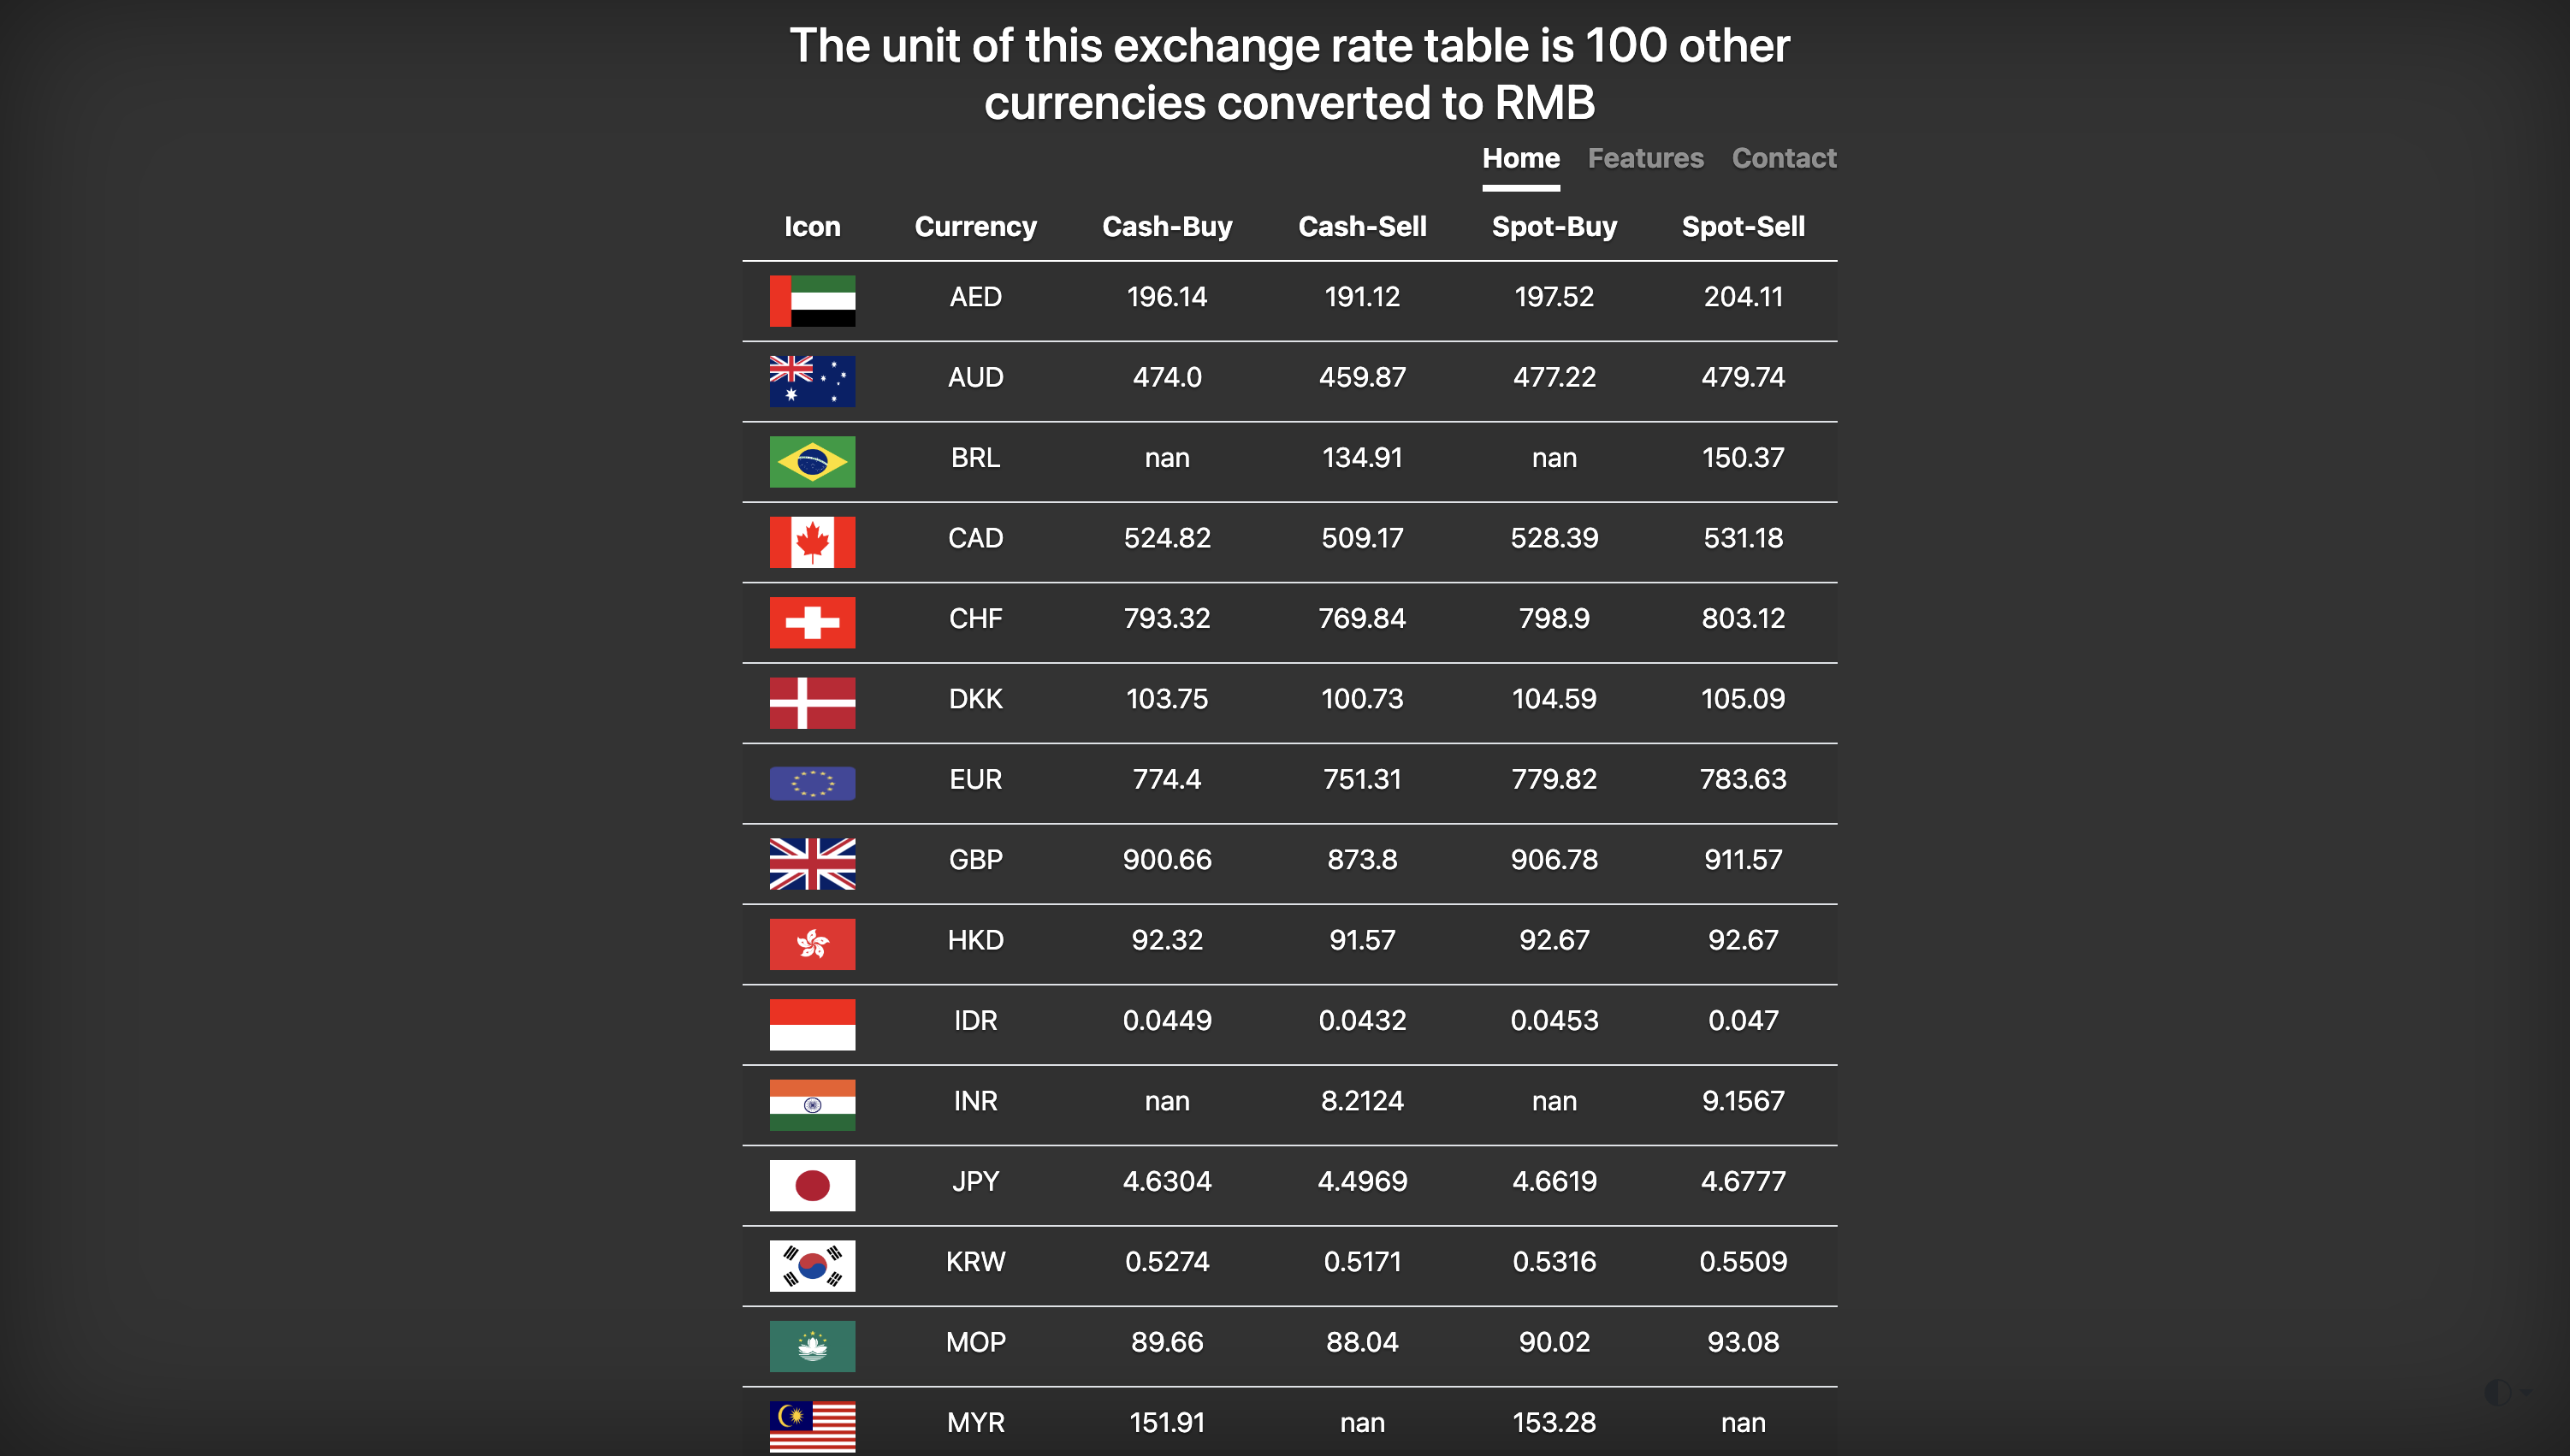 The unit of this exchange rate table is 100 other
currencies converted to RMB
Home Features Contact
Icon Currency Cash-Buy Cash-Sell Spot-Buy Spot-Sell
AED 196.14 191.12 197.52 204.11
AUD 474.0 459.87 477.22 479.74
BRL nan 134.91 nan 150.37
CAD 524.82 509.17 528.39 531.18
CHF 793.32 769.84 798.9 803.12
DKK 103.75 100.73 104.59 105.09
EUR 774.4 751.31 779.82 783.63
GBP 900.66 873.8 906.78 911.57
HKD 92.32 91.57 92.67 92.67
IDR 0.0449 0.0432 0.0453 0.047
INR nan 8.2124 nan 9.1567
JPY 4.6304 4.4969 4.6619 4.6777
KRW 0.5274 0.5171 0.5316 0.5509
MOP 89.66 88.04 90.02 93.08
MYR 151.91 nan 153.28 nan